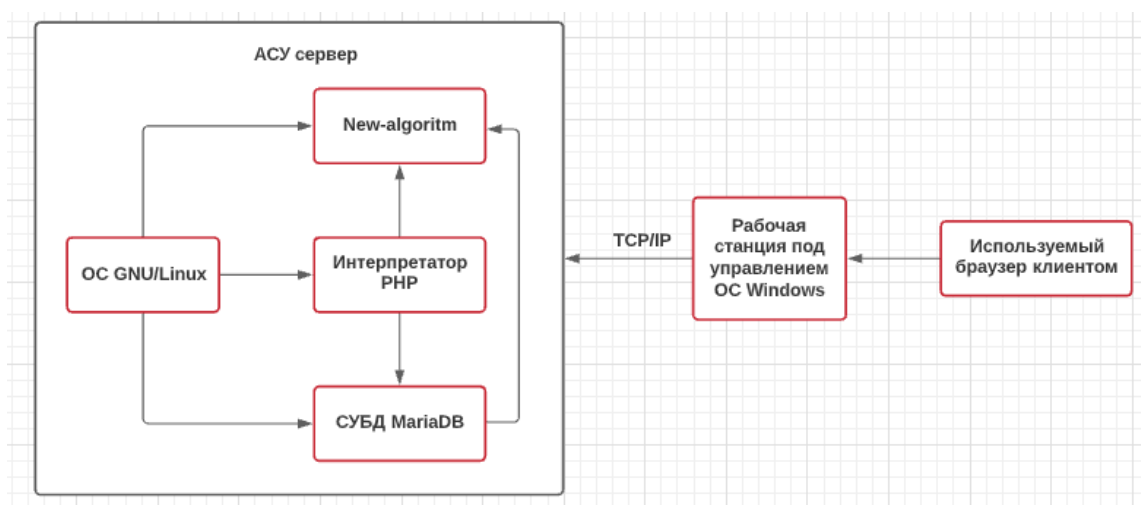 АСУ сервер
New-algoritm
ОС GNU/Linux
Интерпретатор
PHP
СУБД MariaDB
TCP/IP
Рабочая
станция под
управлением
ОС Windows
Используемый
браузер клиентом